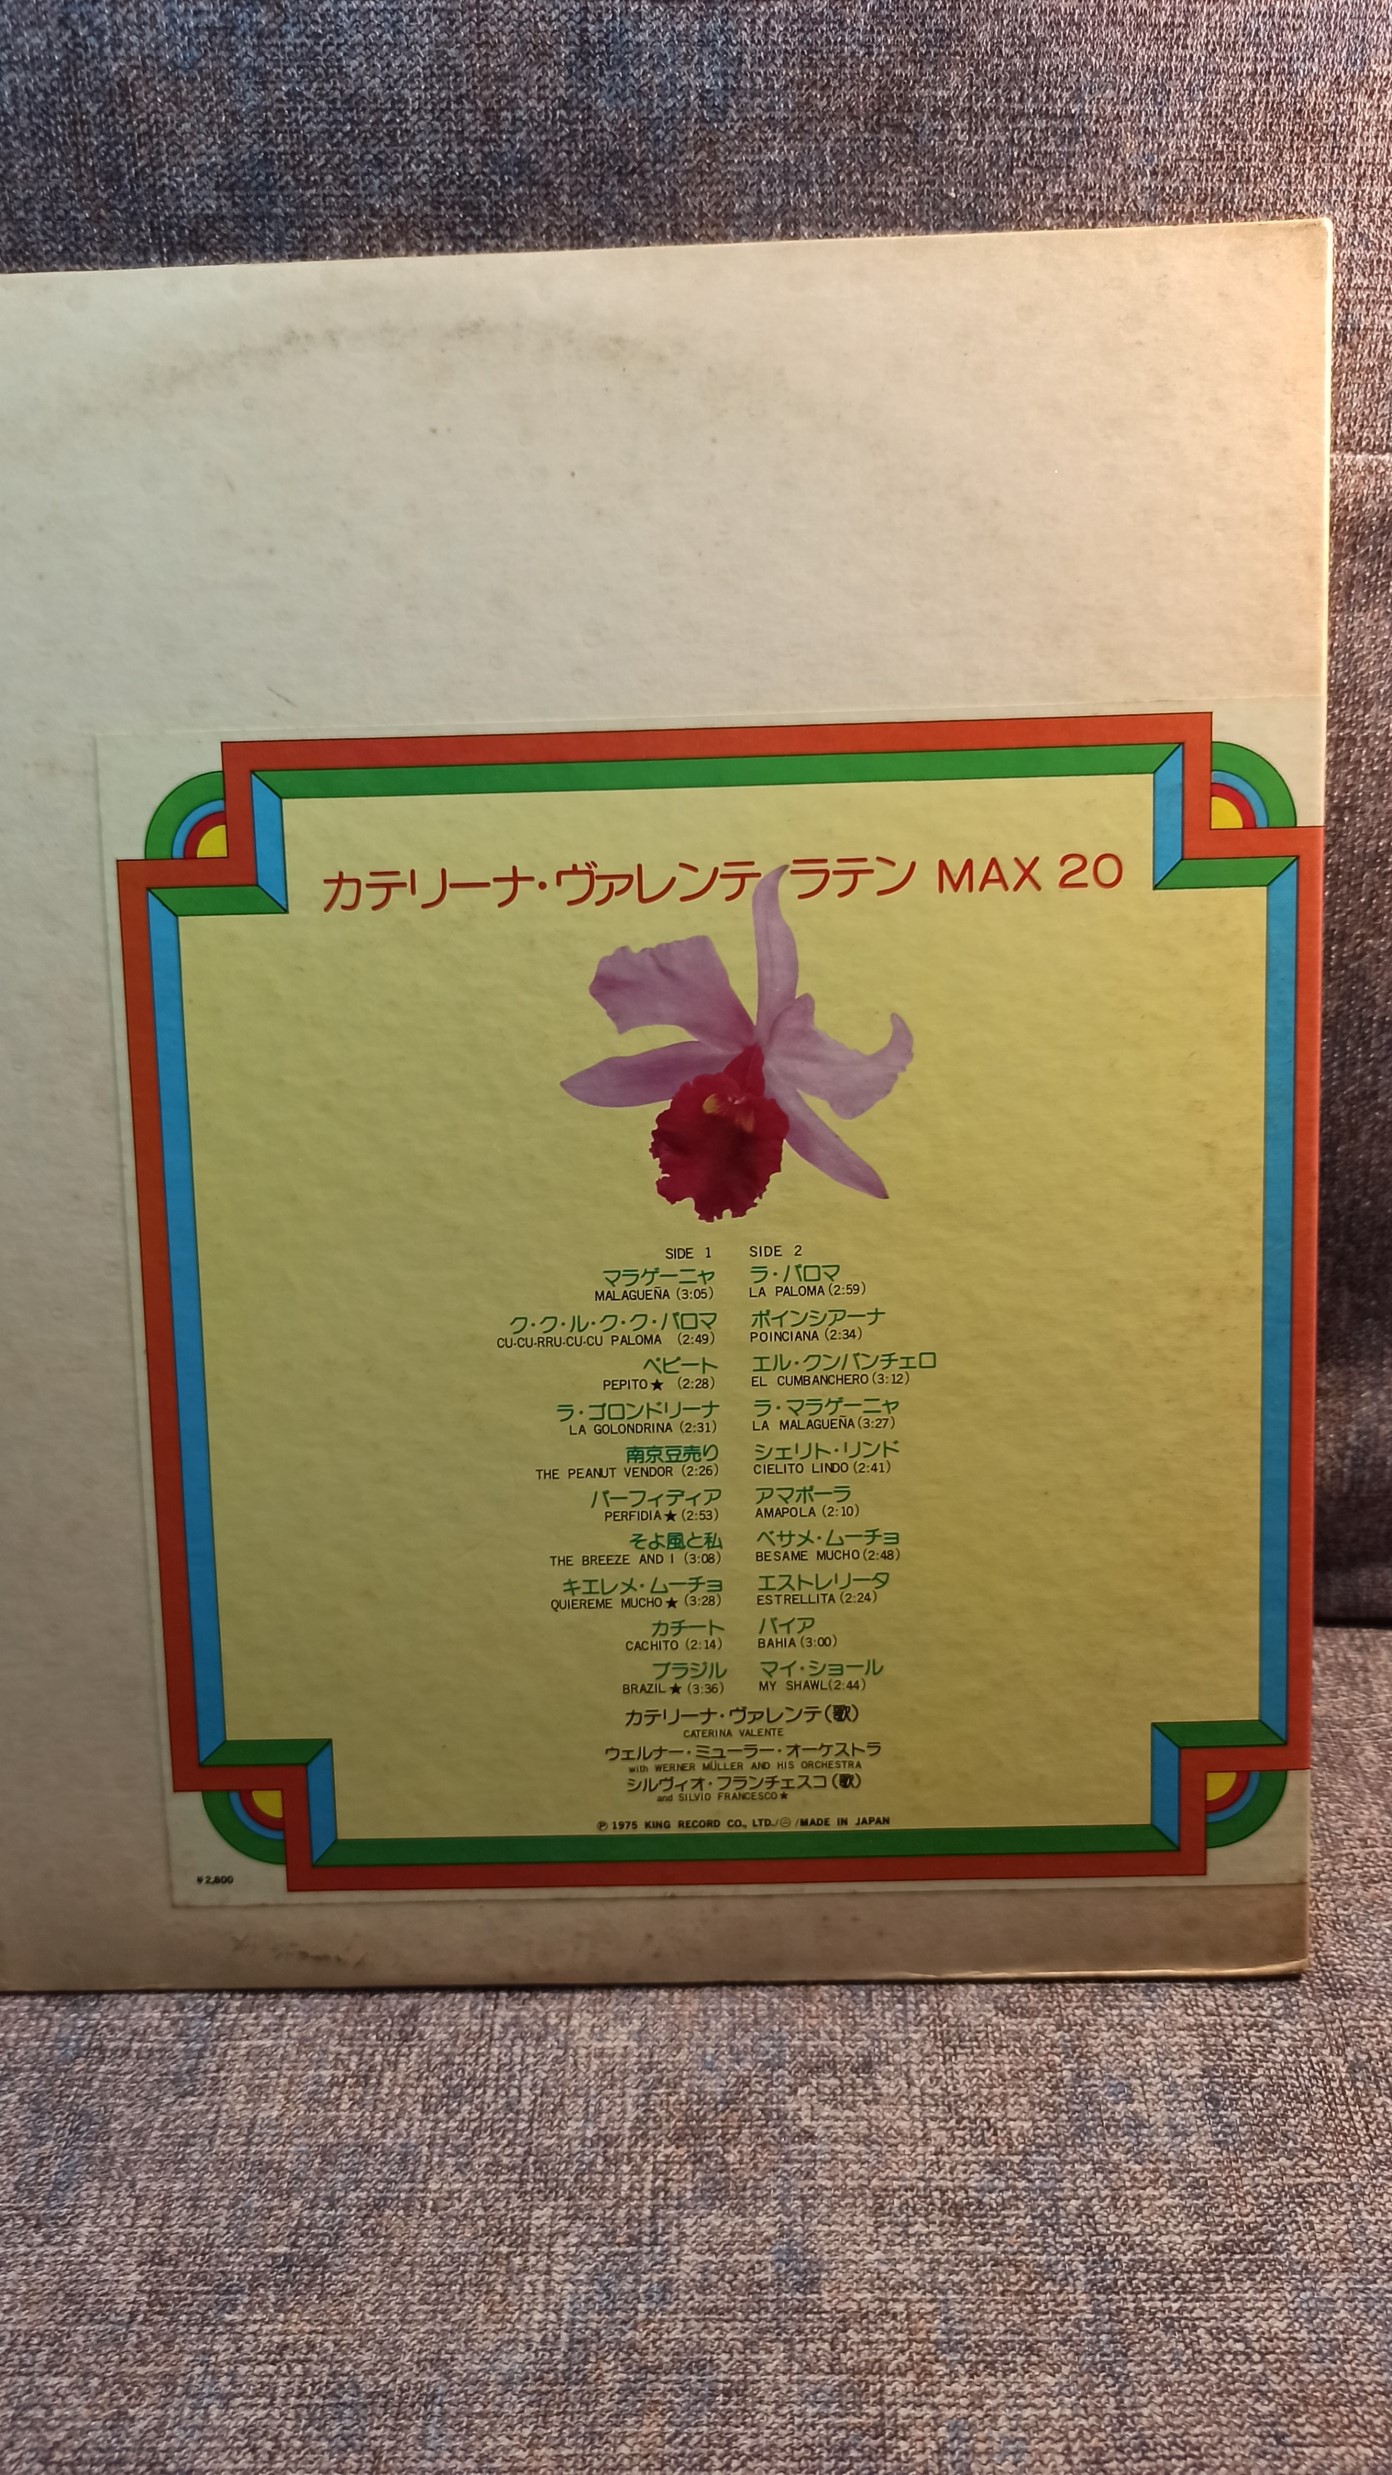 カテリーナ・ヴァレンテ ラテン MAX 20
SIDE 1
マラゲーニャ
MALAGUEÑA (3:05)
ク・ク・ル・ク・ク・パロマ
CU-CU-RRU-CU-CU PALOMA (2:49)
ペピート
PEPITO★ (2:28)
ラ・ゴロンドリーナ
LA GOLONDRINA (2:31)
南京豆売り
THE PEANUT VENDOR (2:26)
パーフィディア
PERFIDIA★(2:53)
そよ風と私
THE BREEZE AND I (3:08)
キエレメ・ムーチョ
QUIEREME MUCHO★(3:28)
カチート
CACHITO (2:14)
ブラジル
BRAZIL★(3:36)
SIDE 2
ラ・パロマ
LA PALOMA(2:59)
ポインシアーナ
POINCIANA (2:34)
エル・クンバンチェロ
EL CUMBANCHERO(3:12)
ラ・マラゲーニャ
LA MALAGUEÑA(3:27)
シェリト・リンド
CIELITO LINDO(2:41)
アマポーラ
AMAPOLA (2:10)
ベサメ・ムーチョ
BESAME MUCHO(2:48)
エストレリータ
ESTRELLITA(2:24)
バイア
BAHIA(3:00)
マイ・ショール
MY SHAWL(2:44)
カテリーナ・ヴァレンテ(歌)
CATERINA VALENTE
ウェルナー・ミューラー・オーケストラ
with WERNER MÜLLER AND HIS ORCHESTRA
シルヴィオ・フランチェスコ(歌)
and SILVIO FRANCESCO★
Ⓟ 1975 KING RECORD CO., LTD./㊀/MADE IN JAPAN
¥2,800